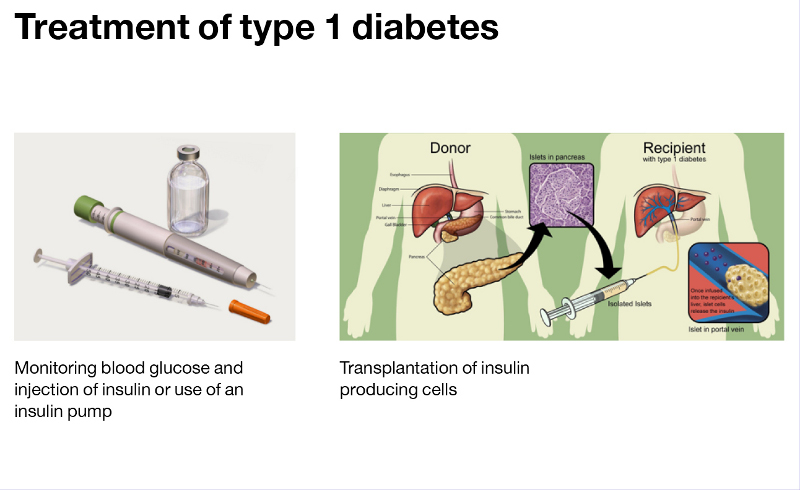 Treatment of type 1 diabetes
Donor
Recipient
with type 1 diabetes
Islets in pancreas
Esophagus
Diaphragm
Liver
Portal vein
Gall Bladder
Stomach
Common bile duct
Pancreas
Portal vein
Isolated Islets
Once infused
into the recipient's
liver, islet cells
release the insulin
Islet in portal vein
Monitoring blood glucose and
injection of insulin or use of an
insulin pump
Transplantation of insulin
producing cells